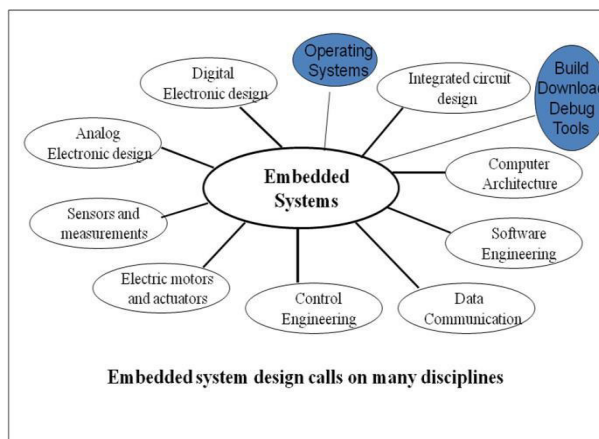 Operating
Systems
Build
Download
Debug
Tools
Digital
Electronic design
Integrated circuit
design
Analog
Electronic design
Computer
Architecture
Embedded
Systems
Sensors and
measurements
Software
Engineering
Electric motors
and actuators
Control
Engineering
Data
Communication
Embedded system design calls on many disciplines